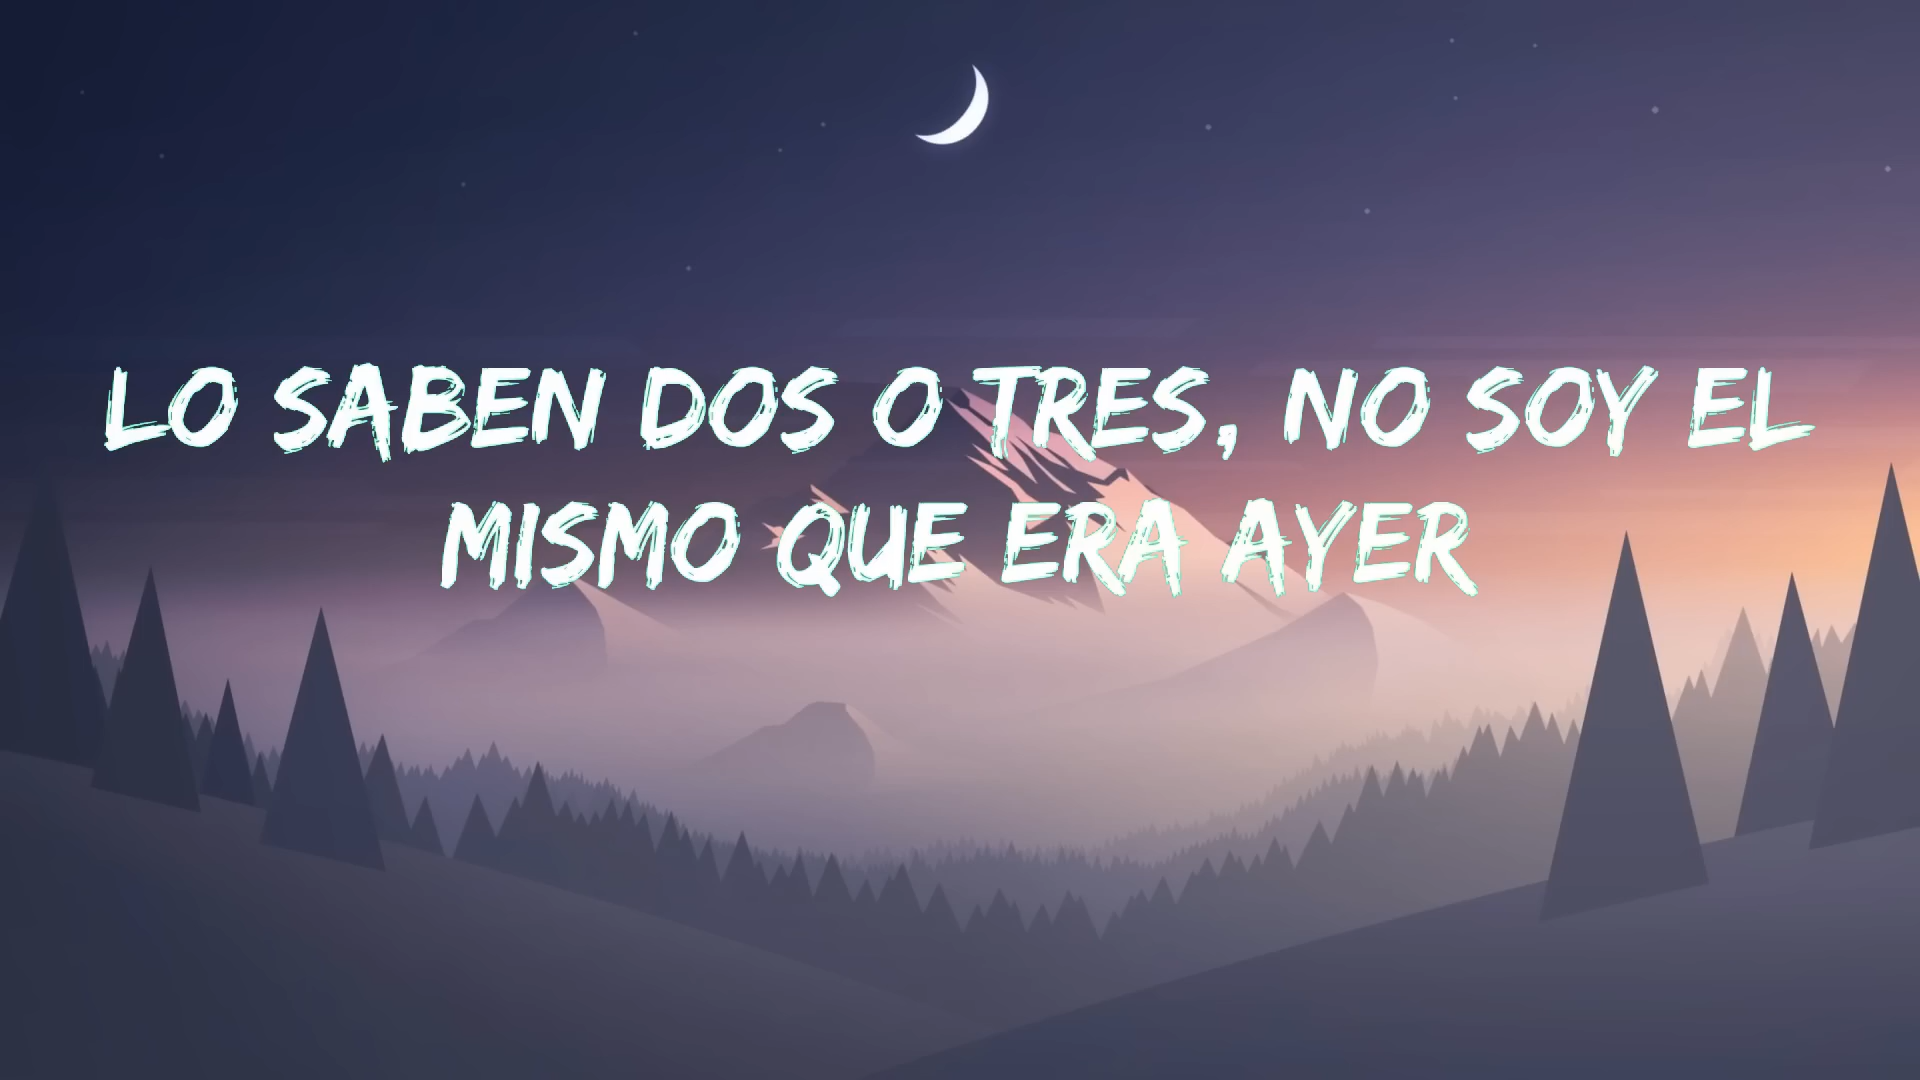 LO SABEN DOS O TRES, NO SOY EL
MISMO QUE ERA AYER